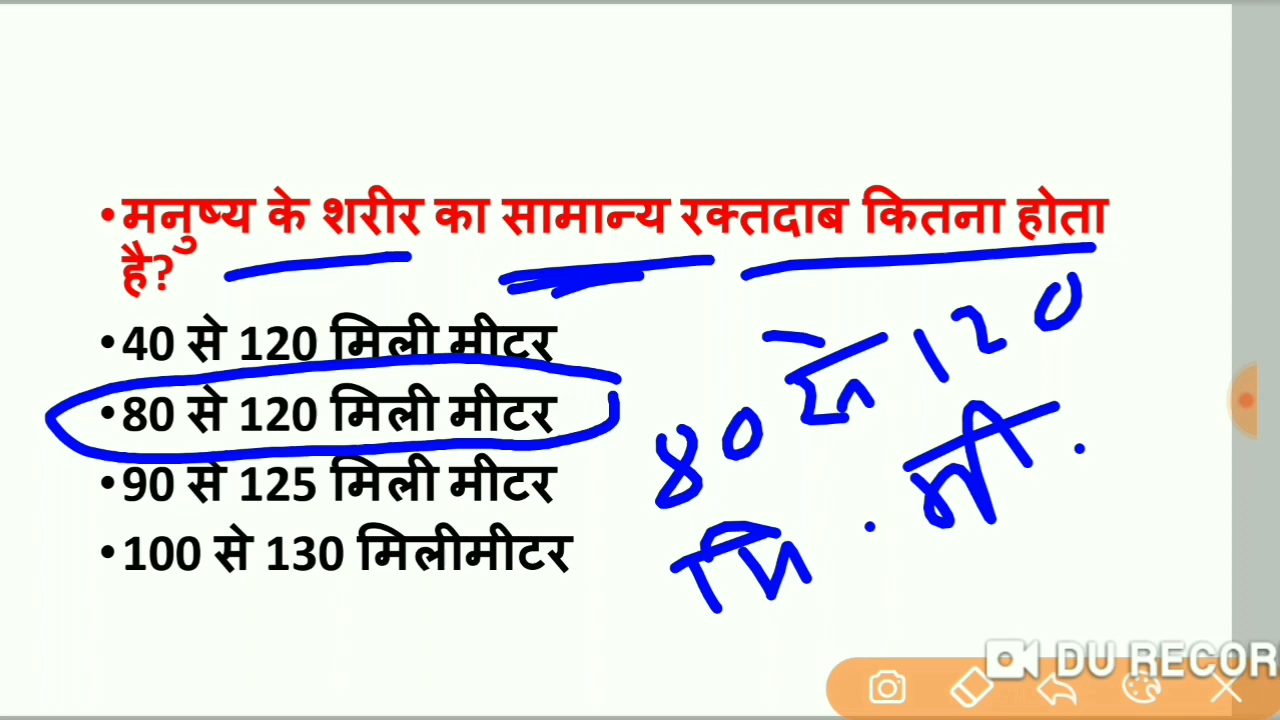 •मनुष्य के शरीर का सामान्य रक्तदाब कितना होता
है?
•40 से 120 मिली मीटर
•80 से 120 मिली मीटर
•90 से 125 मिली मीटर
•100 से 130 मिलीमीटर
80 से 120
मि. मी.
DU RECOR